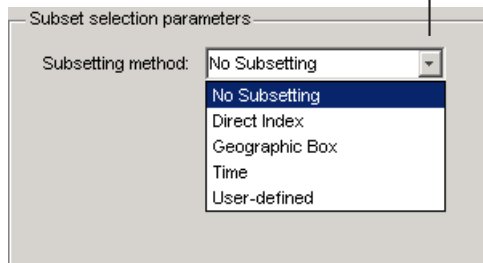 Subset selection parameters
Subsetting method: No Subsetting
No Subsetting
Direct Index
Geographic Box
Time
User-defined